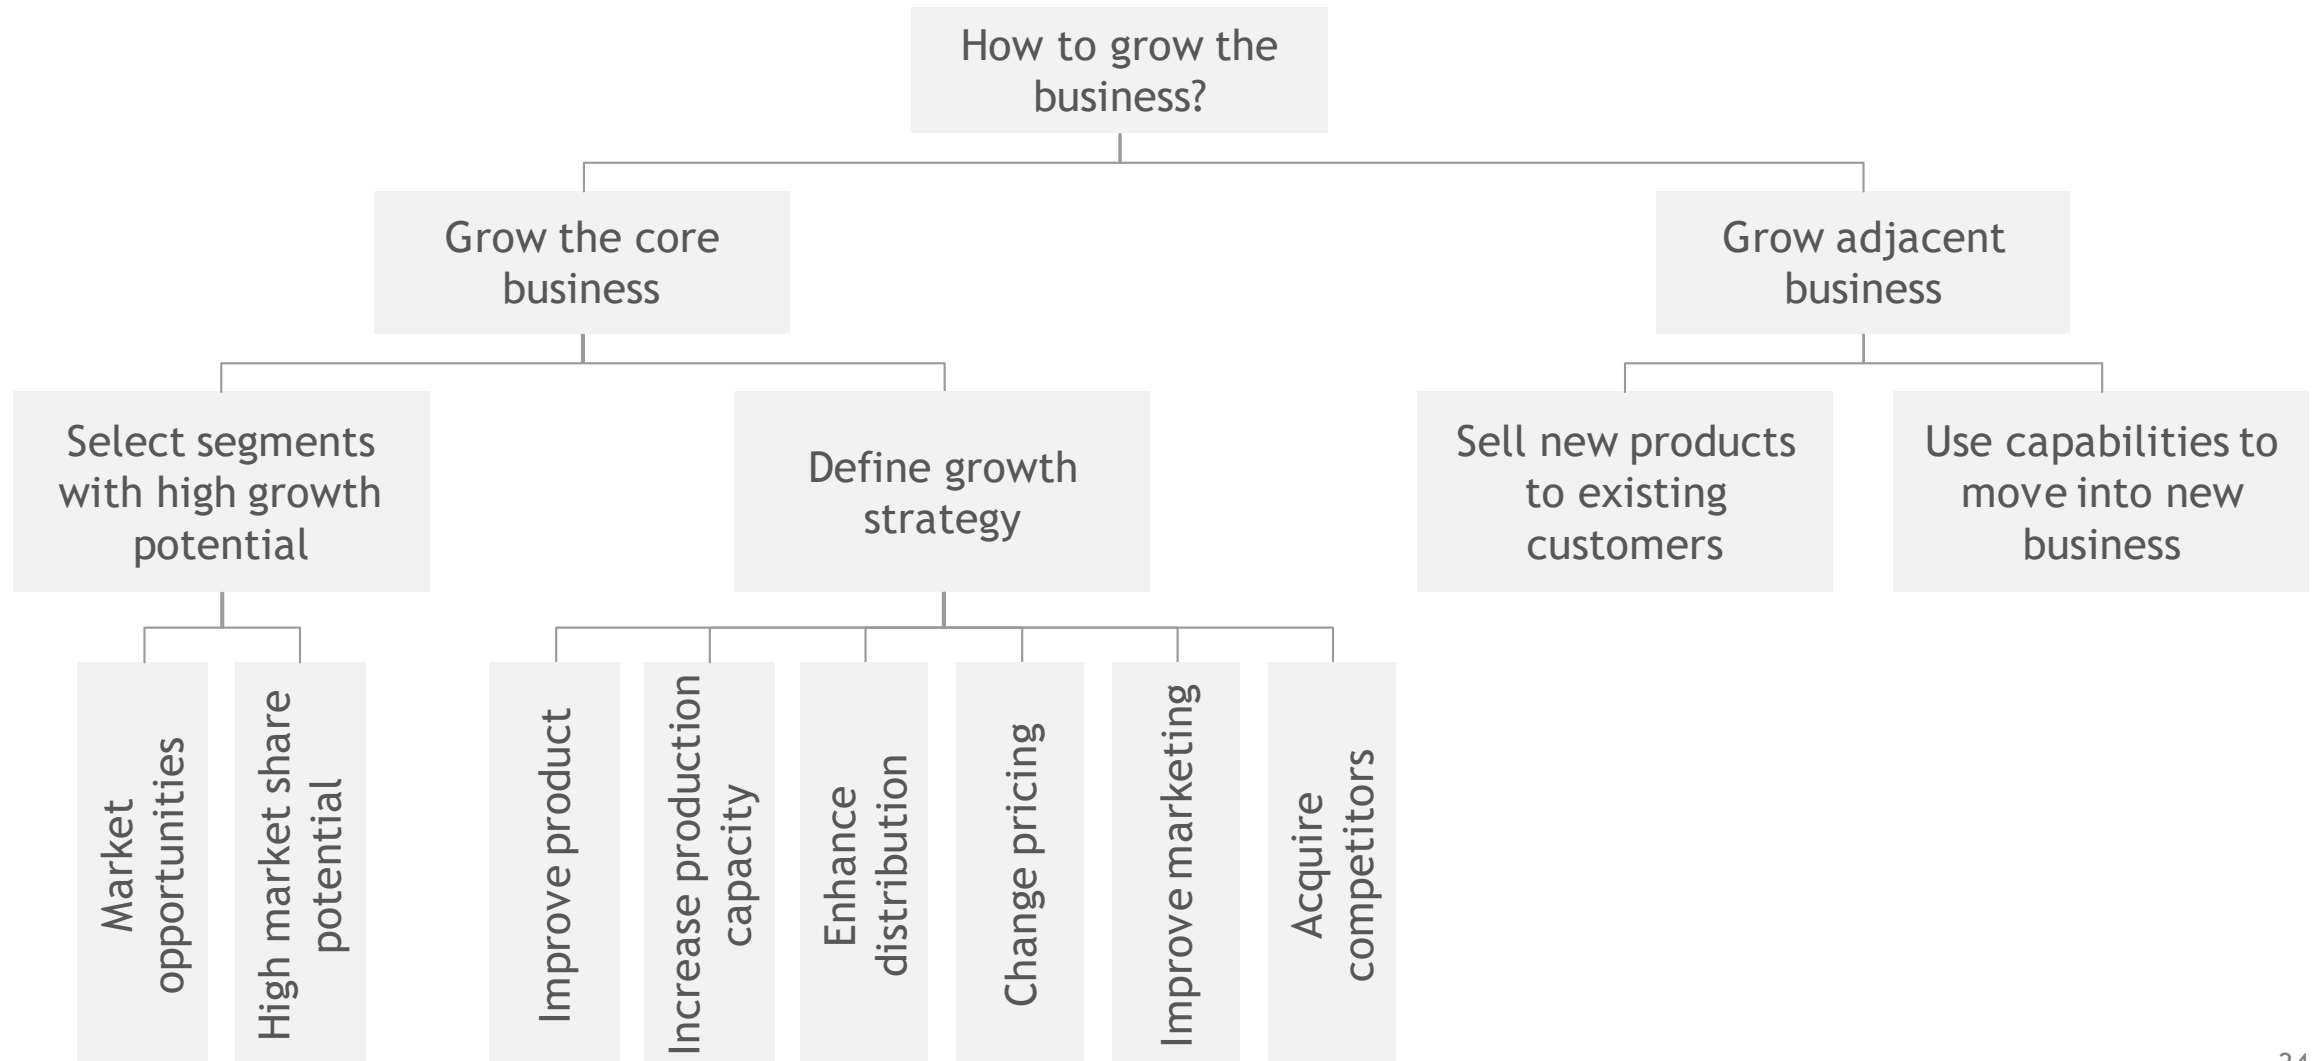 How to grow the
business?
Grow the core
business
Grow adjacent
business
Select segments
with high growth
potential
Define growth
strategy
Sell new products
to existing
customers
Use capabilities to
move into new
business
Market
opportunities
High market share
potential
Improve product
Increase production
capacity
Enhance
distribution
Change pricing
Improve marketing
Acquire
competitors